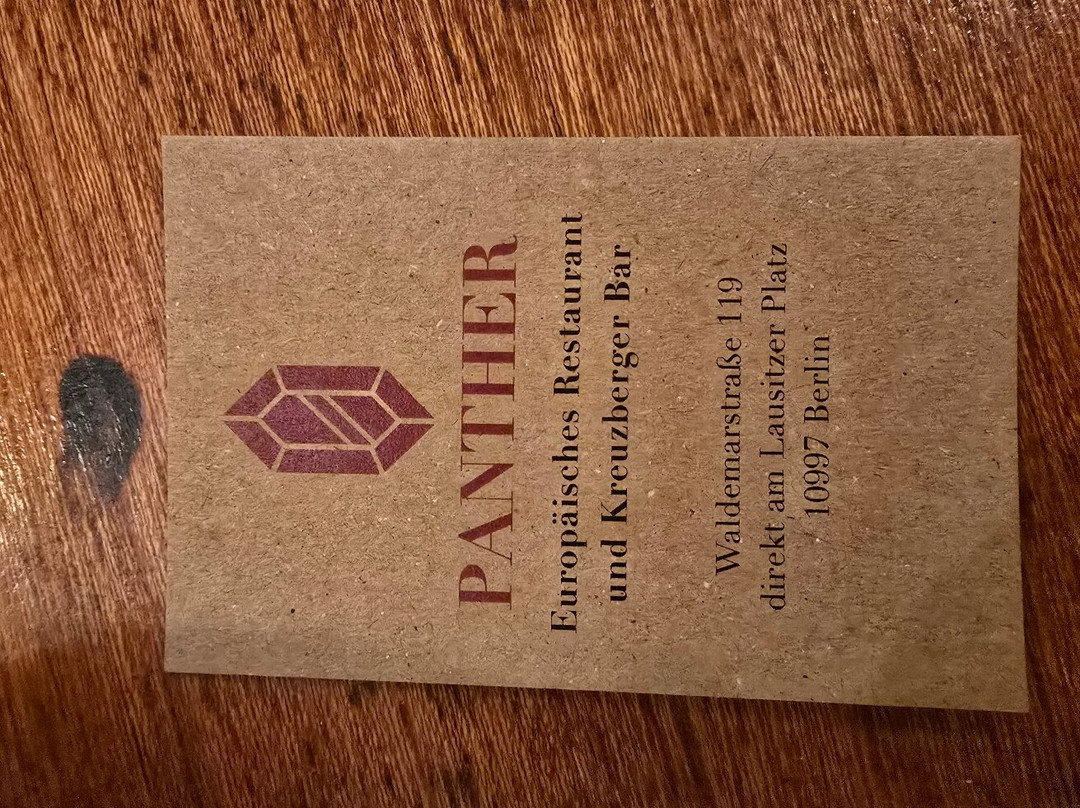 PANTHER
Europäisches Restaurant
und Kreuzberger Bar
Waldemarstraße 119
direkt am Lausitzer Platz
10997 Berlin